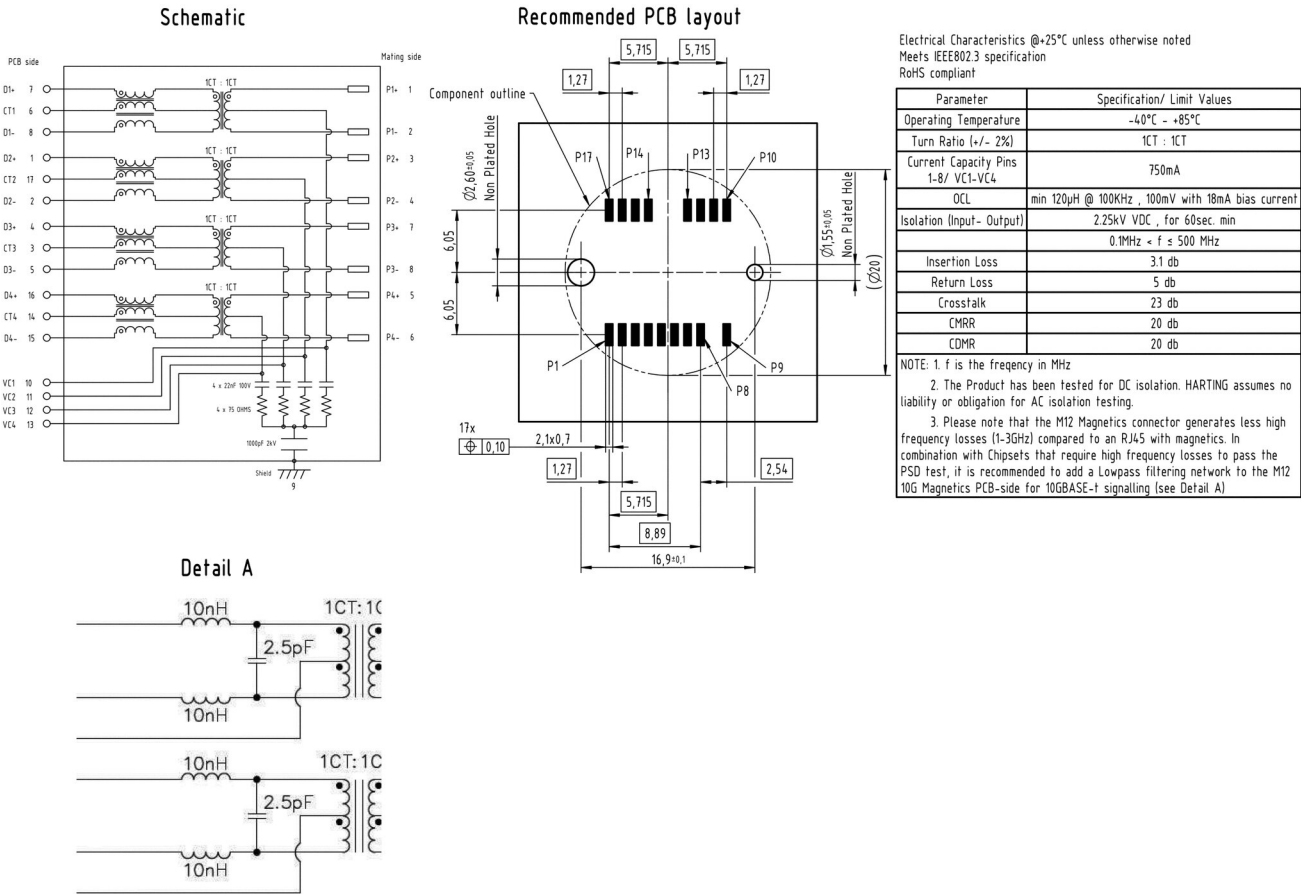 Schematic
PCB side
Mating side
D1+ 7
1CT : 1CT
P1+ 1
CT1 6
D1- 8
P1- 2
D2+ 1
1CT : 1CT
P2+ 3
CT2 17
D2- 2
P2- 4
D3+ 4
1CT : 1CT
P3+ 7
CT3 3
D3- 5
P3- 8
D4+ 16
1CT : 1CT
P4+ 5
CT4 14
D4- 15
P4- 6
VC1 10
VC2 11
VC3 12
VC4 13
4 x 22nF 100V
4 x 75 OHMS
1000pF 2kV
Shield
9
Recommended PCB layout
5,715
5,715
1,27
1,27
Component outline
P17
P14
P13
P10
Ø2,60±0,05
Non Plated Hole
Ø1,55±0,05
Non Plated Hole
(Ø20)
6,05
6,05
P1
P9
P8
17x
0,10
2,1x0,7
1,27
2,54
5,715
8,89
16,9±0,1
Electrical Characteristics @+25°C unless otherwise noted
Meets IEEE802.3 specification
RoHS compliant
Parameter Specification/ Limit Values
Operating Temperature -40°C - +85°C
Turn Ratio (+/- 2%) 1CT : 1CT
Current Capacity Pins
1-8/ VC1-VC4
750mA
OCL min 120µH @ 100KHz , 100mV with 18mA bias current
Isolation (Input- Output) 2.25kV VDC , for 60sec. min
0.1MHz < f ≤ 500 MHz
Insertion Loss 3.1 db
Return Loss 5 db
Crosstalk 23 db
CMRR 20 db
CDMR 20 db
NOTE: 1. f is the freqency in MHz
2. The Product has been tested for DC isolation. HARTING assumes no
liability or obligation for AC isolation testing.
3. Please note that the M12 Magnetics connector generates less high
frequency losses (1-3GHz) compared to an RJ45 with magnetics. In
combination with Chipsets that require high frequency losses to pass the
PSD test, it is recommended to add a Lowpass filtering network to the M12
10G Magnetics PCB-side for 10GBASE-t signalling (see Detail A)
Detail A
10nH
1CT:1C
2.5pF
10nH
10nH
1CT:1C
2.5pF
10nH